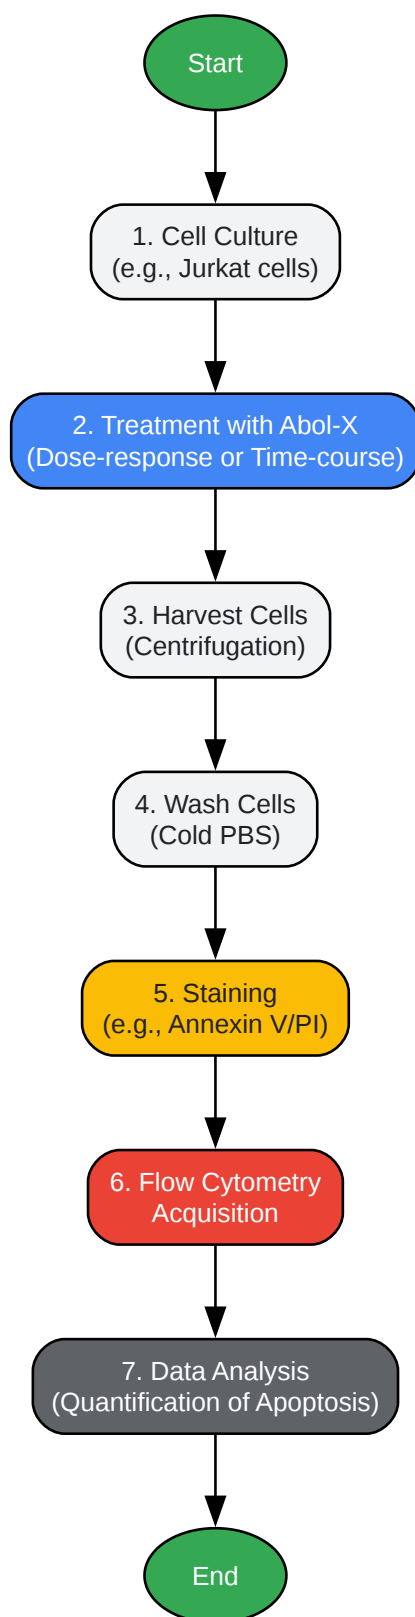 Start
1. Cell Culture
(e.g., Jurkat cells)
2. Treatment with Abol-X
(Dose-response or Time-course)
3. Harvest Cells
(Centrifugation)
4. Wash Cells
(Cold PBS)
5. Staining
(e.g., Annexin V/PI)
6. Flow Cytometry
Acquisition
7. Data Analysis
(Quantification of Apoptosis)
End